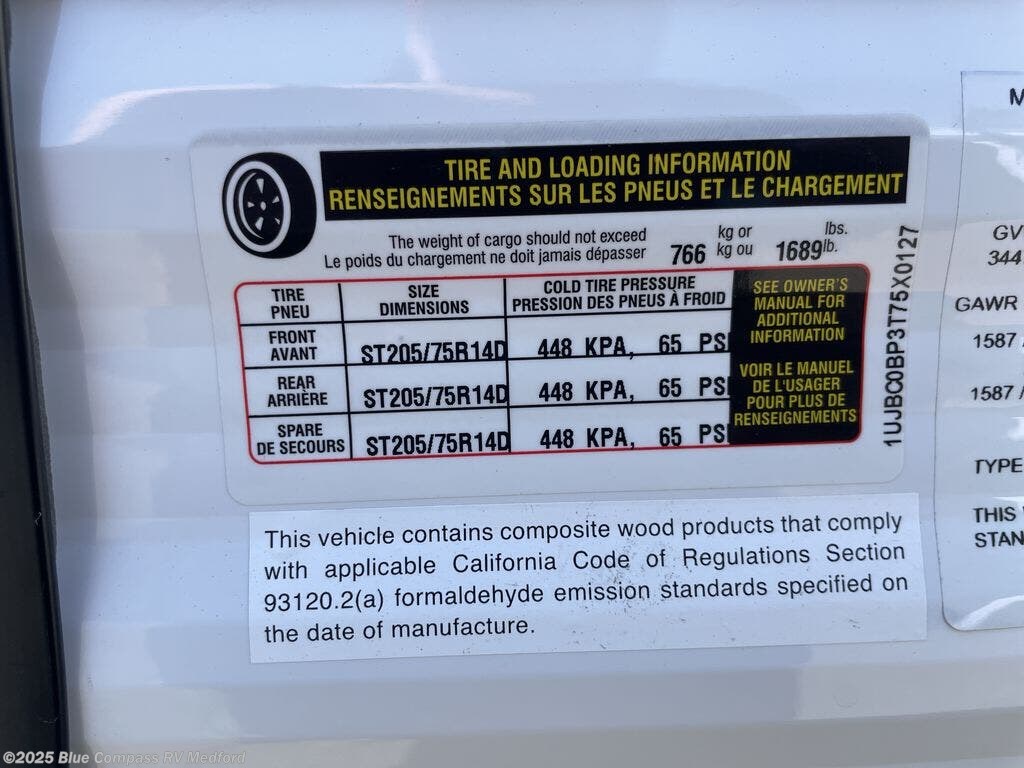 TIRE AND LOADING INFORMATION
RENSEIGNEMENTS SUR LES PNEUS ET LE CHARGEMENT
The weight of cargo should not exceed 766 kg or 1689 lbs.
Le poids du chargement ne doit jamais dépasser kg ou lb.
TIRE PNEU SIZE DIMENSIONS COLD TIRE PRESSURE PRESSION DES PNEUS À FROID
FRONT AVANT ST205/75R14D 448 KPA, 65 PSI
REAR ARRIÈRE ST205/75R14D 448 KPA, 65 PSI
SPARE DE SECOURS ST205/75R14D 448 KPA, 65 PSI
SEE OWNER'S
MANUAL FOR
ADDITIONAL
INFORMATION
VOIR LE MANUEL
DE L'USAGER
POUR PLUS DE
RENSEIGNEMENTS
1UJBC0BP3T75X0127
This vehicle contains composite wood products that comply
with applicable California Code of Regulations Section
93120.2(a) formaldehyde emission standards specified on
the date of manufacture.
M
GV
344
GAWR
1587
1587 /
TYPE
THIS
STAN
©2025 Blue Compass RV Medford